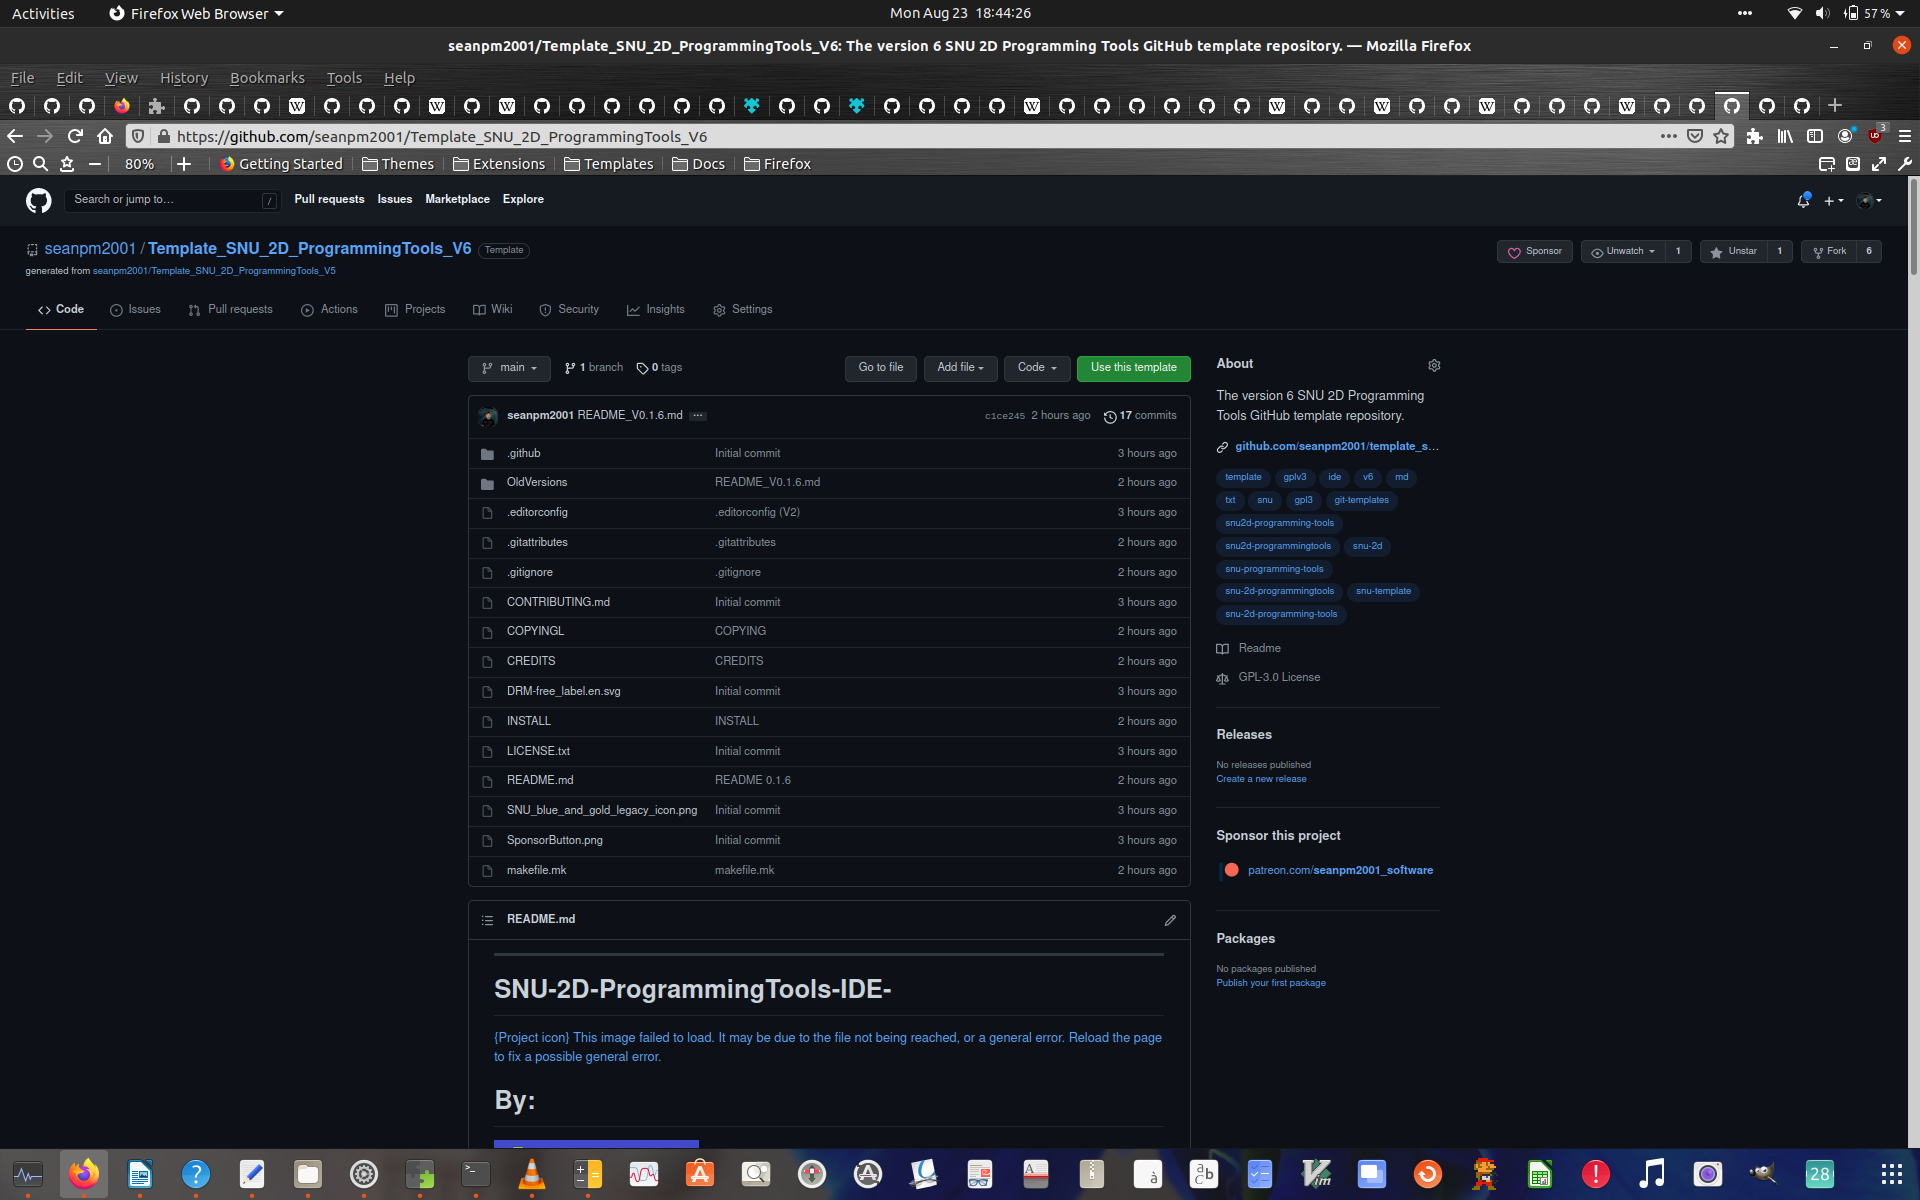 Activities
Firefox Web Browser
Mon Aug 23 18:44:26
57 %
seanpm2001/Template_SNU_2D_ProgrammingTools_V6: The version 6 SNU 2D Programming Tools GitHub template repository. — Mozilla Firefox
File Edit View History Bookmarks Tools Help
https://github.com/seanpm2001/Template_SNU_2D_ProgrammingTools_V6
3
80%
Getting Started Themes Extensions Templates Docs Firefox
Search or jump to… /
Pull requests Issues Marketplace Explore
seanpm2001 / Template_SNU_2D_ProgrammingTools_V6 Template
generated from seanpm2001/Template_SNU_2D_ProgrammingTools_V5
Sponsor Unwatch 1 Unstar 1 Fork 6
Code Issues Pull requests Actions Projects Wiki Security Insights Settings
main 1 branch 0 tags Go to file Add file Code Use this template
seanpm2001 README_V0.1.6.md ... c1ce245 2 hours ago 17 commits
.github Initial commit 3 hours ago
OldVersions README_V0.1.6.md 2 hours ago
.editorconfig .editorconfig (V2) 3 hours ago
.gitattributes .gitattributes 2 hours ago
.gitignore .gitignore 2 hours ago
CONTRIBUTING.md Initial commit 3 hours ago
COPYINGL COPYING 2 hours ago
CREDITS CREDITS 2 hours ago
DRM-free_label.en.svg Initial commit 3 hours ago
INSTALL INSTALL 2 hours ago
LICENSE.txt Initial commit 3 hours ago
README.md README 0.1.6 2 hours ago
SNU_blue_and_gold_legacy_icon.png Initial commit 3 hours ago
SponsorButton.png Initial commit 3 hours ago
makefile.mk makefile.mk 2 hours ago
README.md
SNU-2D-ProgrammingTools-IDE-
{Project icon} This image failed to load. It may be due to the file not being reached, or a general error. Reload the page
to fix a possible general error.
By:
About
The version 6 SNU 2D Programming
Tools GitHub template repository.
github.com/seanpm2001/template_s...
template gplv3 ide v6 md
txt snu gpl3 git-templates
snu2d-programming-tools
snu2d-programmingtools snu-2d
snu-programming-tools
snu-2d-programmingtools snu-template
snu-2d-programming-tools
Readme
GPL-3.0 License
Releases
No releases published
Create a new release
Sponsor this project
patreon.com/seanpm2001_software
Packages
No packages published
Publish your first package
28